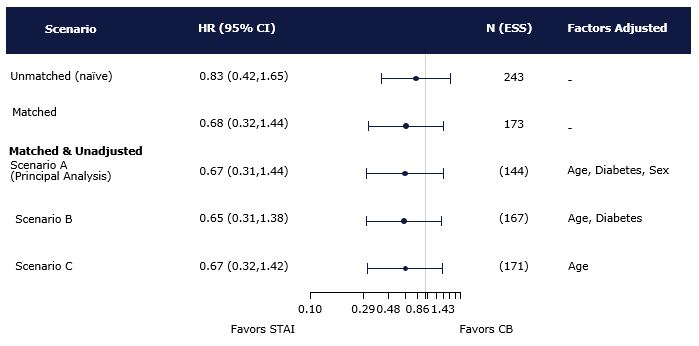 Scenario HR (95% CI) N (ESS) Factors Adjusted
Unmatched (naïve) 0.83 (0.42,1.65) 243 -
Matched 0.68 (0.32,1.44) 173 -
Matched & Unadjusted
Scenario A
(Principal Analysis) 0.67 (0.31,1.44) (144) Age, Diabetes, Sex
Scenario B 0.65 (0.31,1.38) (167) Age, Diabetes
Scenario C 0.67 (0.32,1.42) (171) Age
0.10 0.29 0.48 0.86 1.43
Favors STAI Favors CB